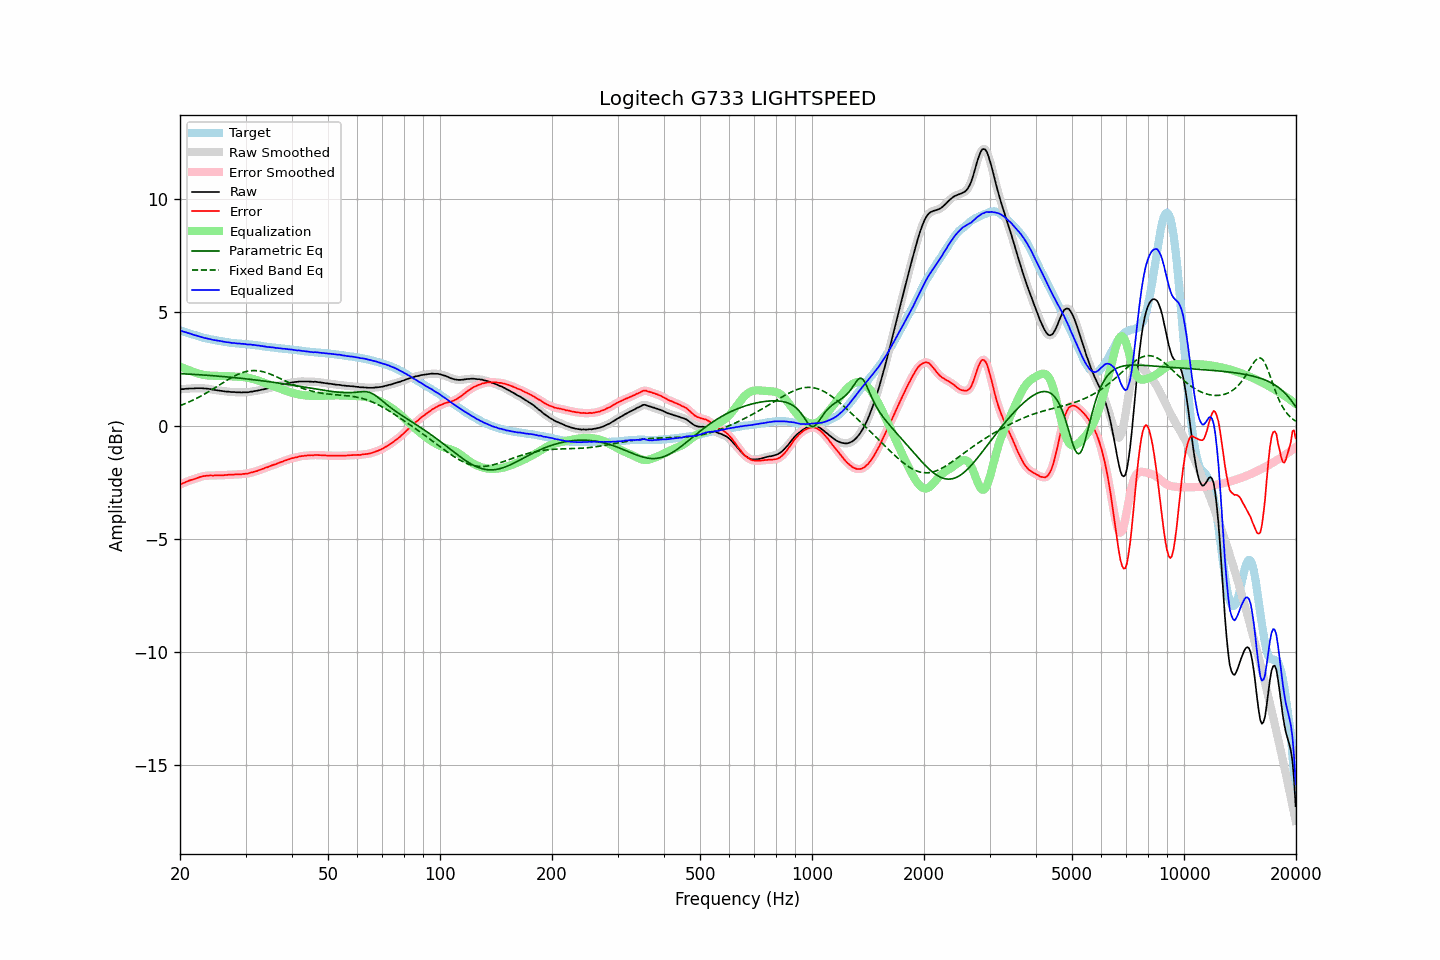 Logitech G733 LIGHTSPEED
Target
Raw Smoothed
Error Smoothed
Raw
Error
Equalization
Parametric Eq
Fixed Band Eq
Equalized
10
5
0
−5
−10
−15
Amplitude (dBr)
20
50
100
200
500
1000
2000
5000
10000
20000
Frequency (Hz)